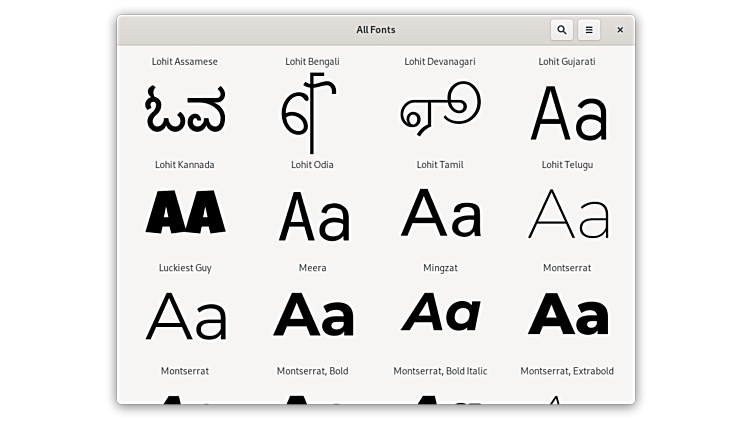 All Fonts
Lohit Assamese Lohit Bengali Lohit Devanagari Lohit Gujarati
ఓవ Aa
Lohit Kannada Lohit Odia Lohit Tamil Lohit Telugu
AA Aa Aa Aa
Luckiest Guy Meera Mingzat Montserrat
Aa Aa Aa Aa
Montserrat Montserrat, Bold Montserrat, Bold Italic Montserrat, Extrabold